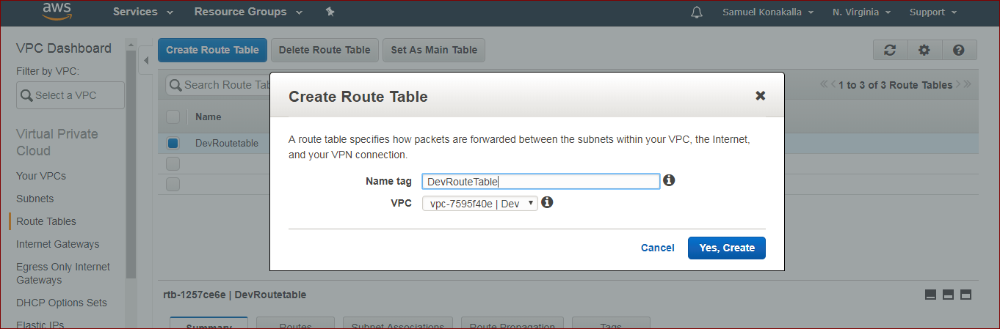 aws Services Resource Groups Samuel Konakalla N. Virginia Support
VPC Dashboard
Filter by VPC:
Select a VPC
Virtual Private
Cloud
Your VPCs
Subnets
Route Tables
Internet Gateways
Egress Only Internet
Gateways
DHCP Options Sets
Elastic IPs
Create Route Table Delete Route Table Set As Main Table
Search Route Tab
1 to 3 of 3 Route Tables
Name
DevRoutetable
Create Route Table
A route table specifies how packets are forwarded between the subnets within your VPC, the Internet,
and your VPN connection.
Name tag DevRouteTable
VPC vpc-7595f40e | Dev
Cancel Yes, Create
rtb-1257ce6e | DevRoutetable
Summary Routes Subnet Associations Route Propagation Tags